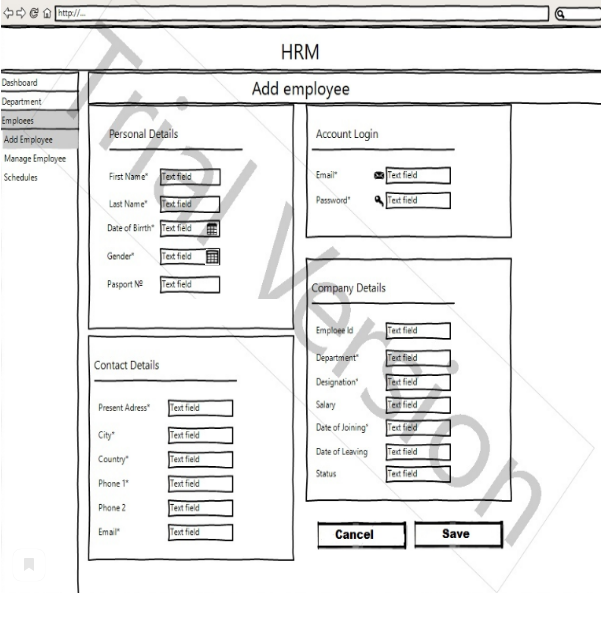 http://...
HRM
Dashboard
Department
Emploees
Add Employee
Manage Employee
Schedules
Add employee
Personal Details
First Name* Text field
Last Name* Text field
Date of Birrth* Text field
Gender* Text field
Pasport Nº Text field
Contact Details
Present Adress* Text field
City* Text field
Country* Text field
Phone 1* Text field
Phone 2 Text field
Email* Text field
Account Login
Email* Text field
Password* Text field
Company Details
Emploee Id Text field
Department* Text field
Designation* Text field
Salary Text field
Date of Joining* Text field
Date of Leaving Text field
Status Text field
Cancel Save
Trial Version